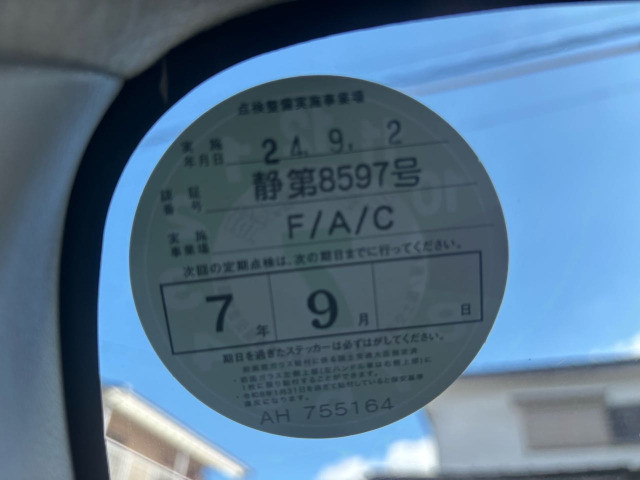 点検整備実施事業場
実施年月日 24. 9. 2
認証番号 静第8597号
実施事業場 F/A/C
次回の定期点検は、次の期日までに行ってください。
7年 9月 日
期日を過ぎたステッカーは必ずはがしてください。
AH 755164